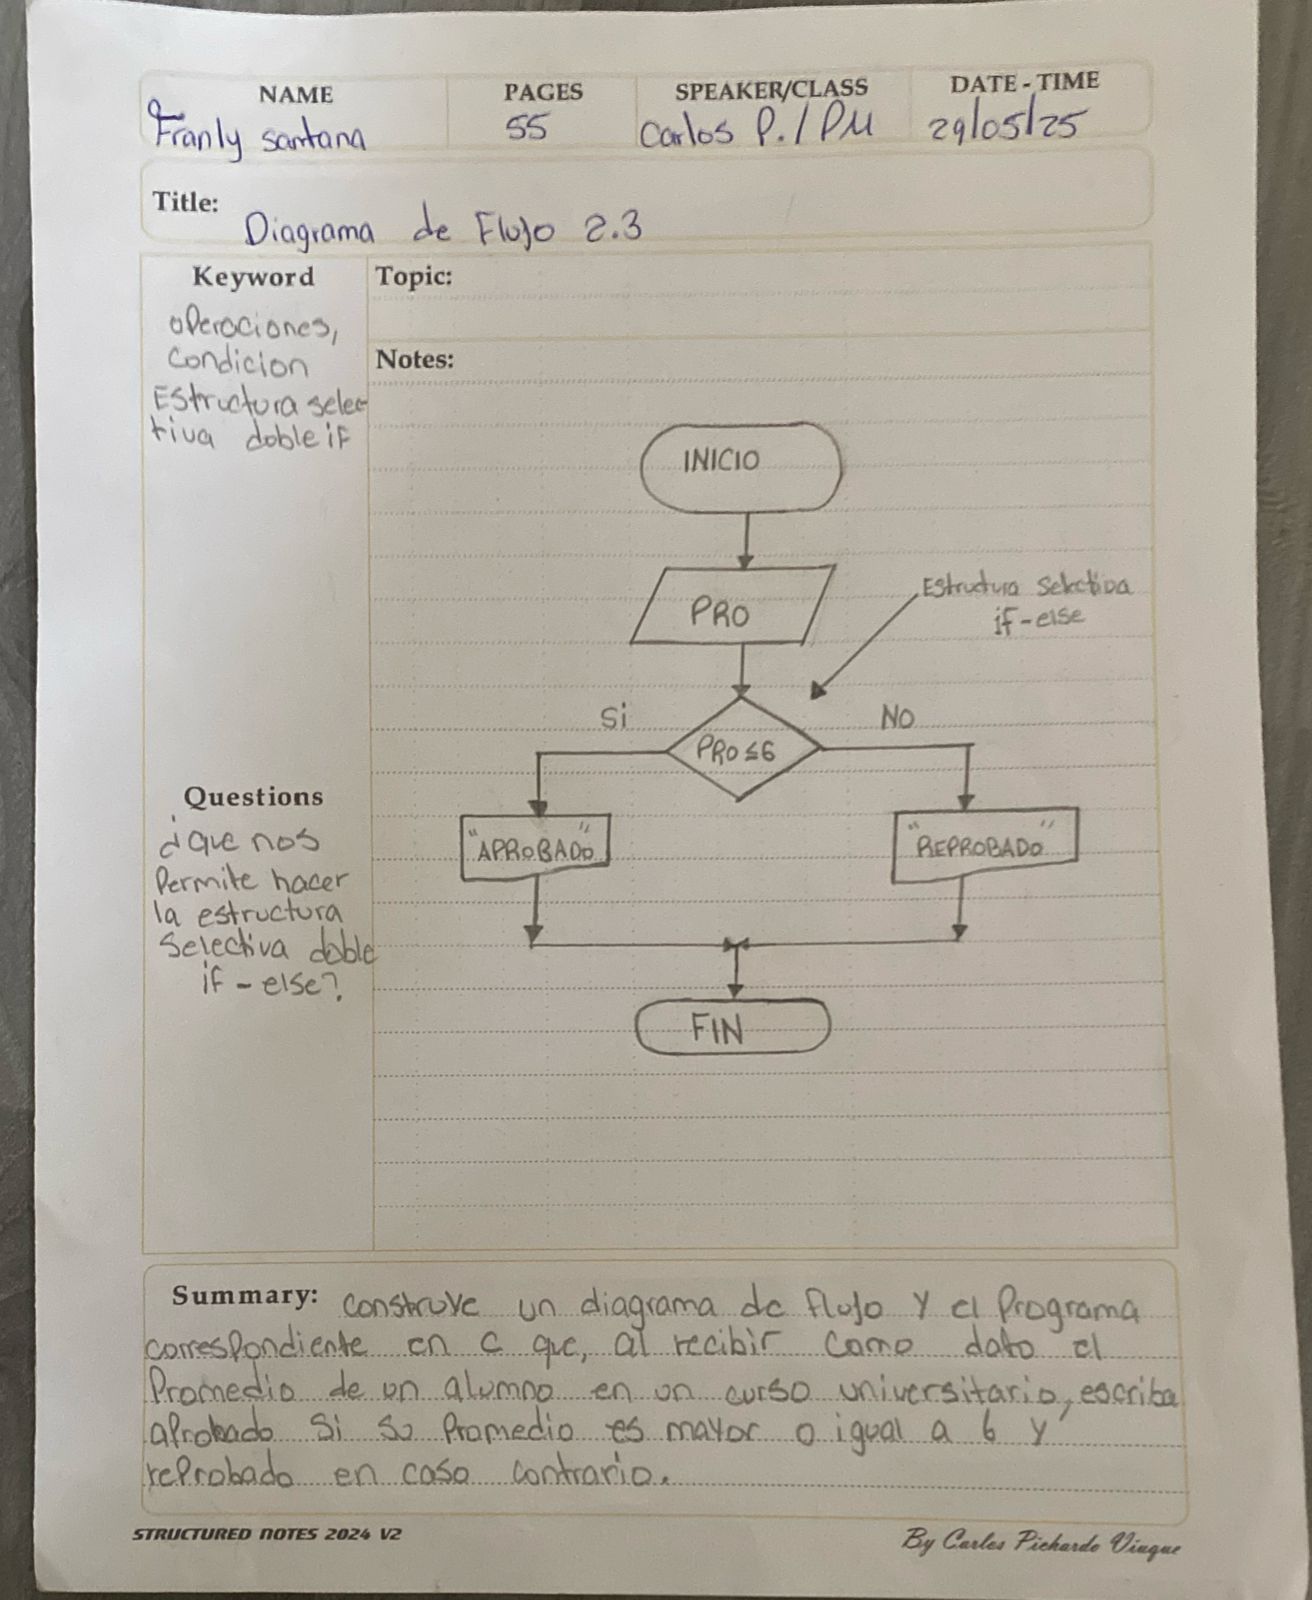 NAME PAGES SPEAKER/CLASS DATE - TIME
Franly santana 55 Carlos P. / PM 29/05/25
Title: Diagrama de Flujo 2.3
Keyword
operaciones,
Condicion
Estructura selec
tiva doble if
Topic:
Notes:
INICIO
PRO
Estructura Selectiva
if-else
Si
NO
PRO ≤ 6
"APROBADO"
"REPROBADO"
FIN
Questions
¿que nos
Permite hacer
la estructura
Selectiva doble
if - else?
Summary: construye un diagrama de flujo y el Programa
correspondiente en c que, al recibir como dato el
Promedio de un alumno en un curso universitario, escriba
aprobado si su Promedio es mayor o igual a 6 y
reprobado en caso contrario.
STRUCTURED NOTES 2024 V2
By Carlos Pichardo Viuque